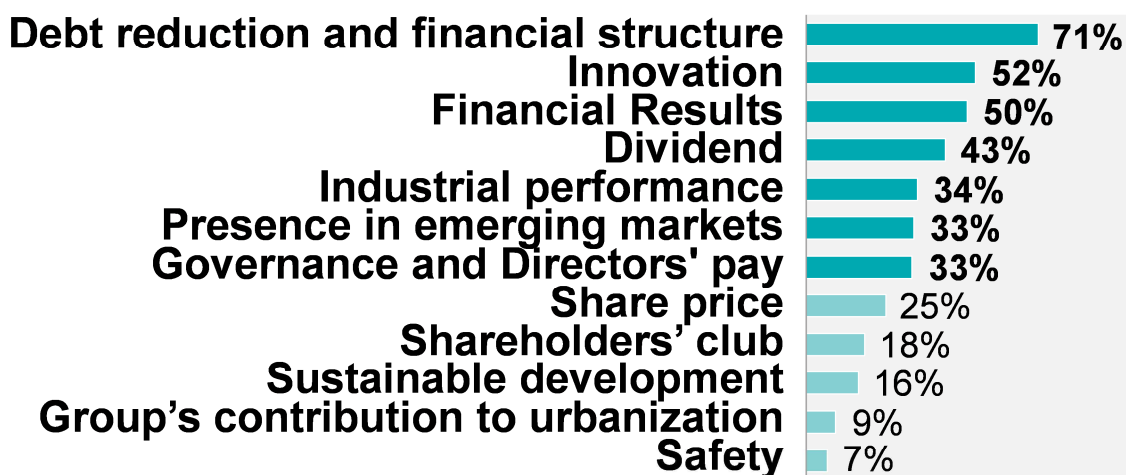 Debt reduction and financial structure 71%
Innovation 52%
Financial Results 50%
Dividend 43%
Industrial performance 34%
Presence in emerging markets 33%
Governance and Directors' pay 33%
Share price 25%
Shareholders’ club 18%
Sustainable development 16%
Group’s contribution to urbanization 9%
Safety 7%